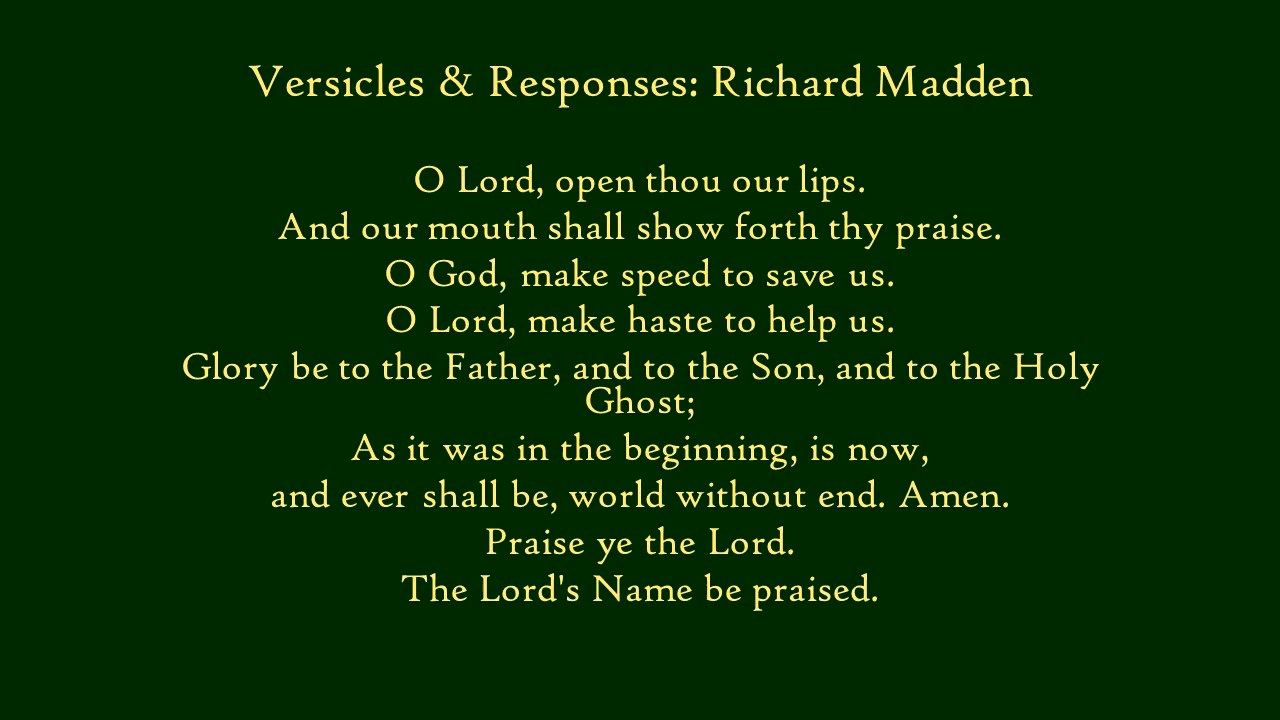 Versicles & Responses: Richard Madden
O Lord, open thou our lips.
And our mouth shall show forth thy praise.
O God, make speed to save us.
O Lord, make haste to help us.
Glory be to the Father, and to the Son, and to the Holy
Ghost;
As it was in the beginning, is now,
and ever shall be, world without end. Amen.
Praise ye the Lord.
The Lord's Name be praised.